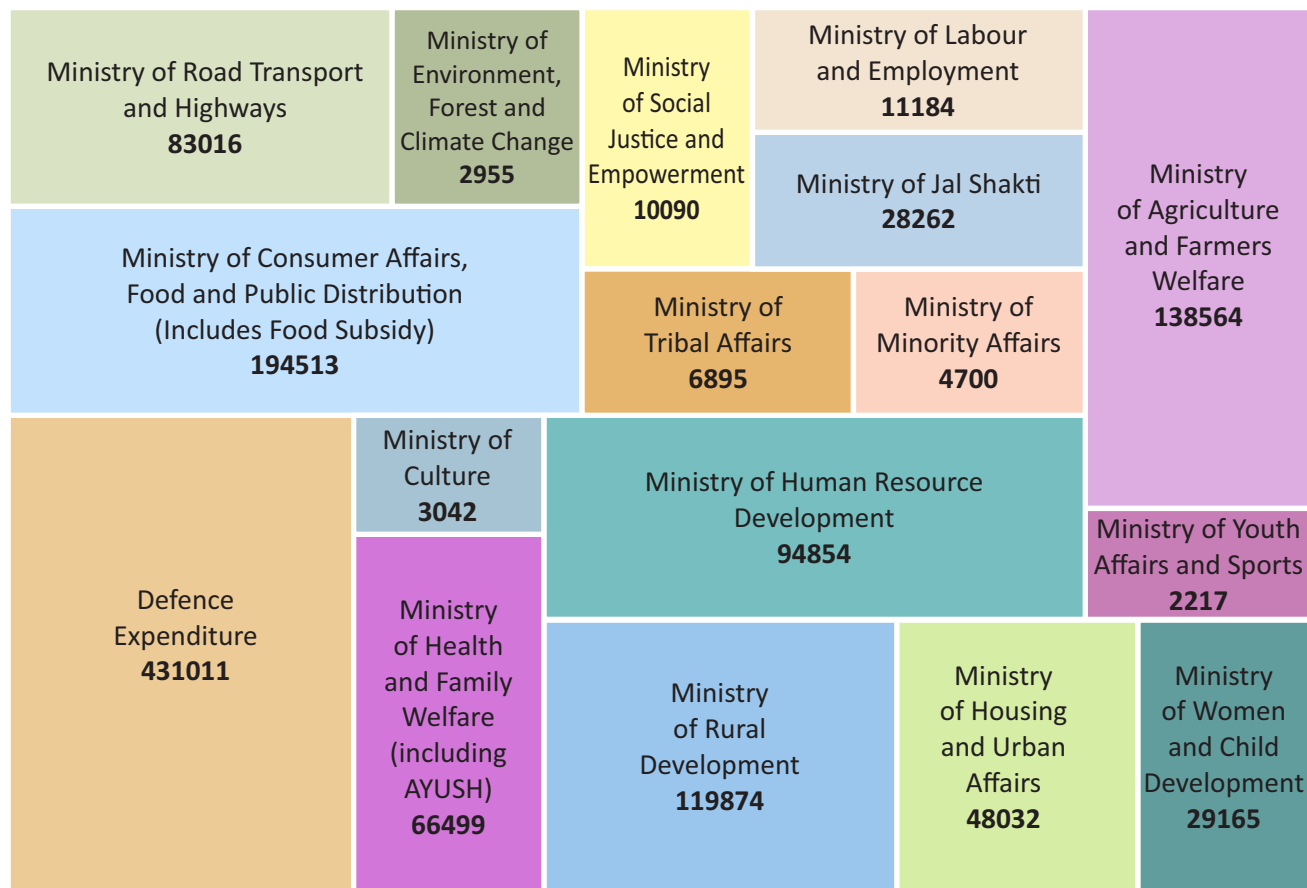 Ministry of Road Transport
and Highways
83016
Ministry of
Environment,
Forest and
Climate Change
2955
Ministry
of Social
Justice and
Empowerment
10090
Ministry of Labour
and Employment
11184
Ministry of Jal Shakti
28262
Ministry
of Agriculture
and Farmers
Welfare
138564
Ministry of Consumer Affairs,
Food and Public Distribution
(Includes Food Subsidy)
194513
Ministry of
Tribal Affairs
6895
Ministry of
Minority Affairs
4700
Defence
Expenditure
431011
Ministry of
Culture
3042
Ministry of Human Resource
Development
94854
Ministry of Youth
Affairs and Sports
2217
Ministry
of Health
and Family
Welfare
(including
AYUSH)
66499
Ministry
of Rural
Development
119874
Ministry
of Housing
and Urban
Affairs
48032
Ministry
of Women
and Child
Development
29165